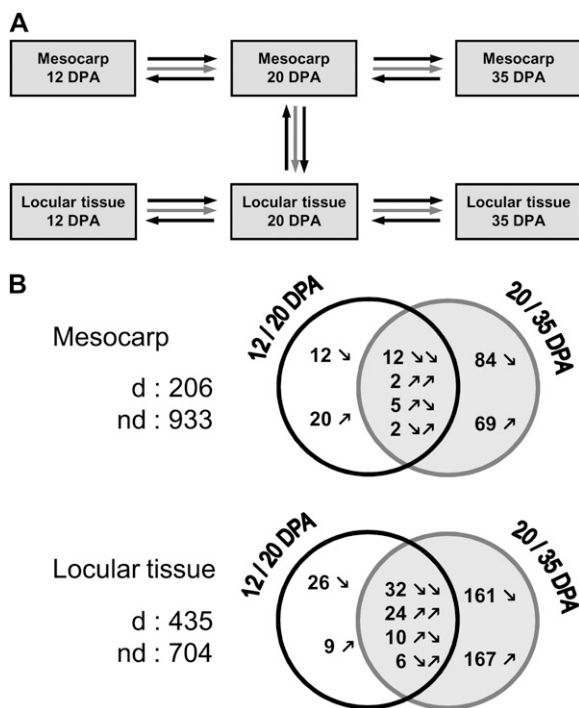 A
Mesocarp
12 DPA
Mesocarp
20 DPA
Mesocarp
35 DPA
Locular tissue
12 DPA
Locular tissue
20 DPA
Locular tissue
35 DPA
B
Mesocarp
d : 206
nd : 933
12 / 20 DPA
20 / 35 DPA
12 ↘
20 ↗
12 ↘↘
2 ↗↗
5 ↗↘
2 ↘↗
84 ↘
69 ↗
Locular tissue
d : 435
nd : 704
12 / 20 DPA
20 / 35 DPA
26 ↘
9 ↗
32 ↘↘
24 ↗↗
10 ↗↘
6 ↘↗
161 ↘
167 ↗